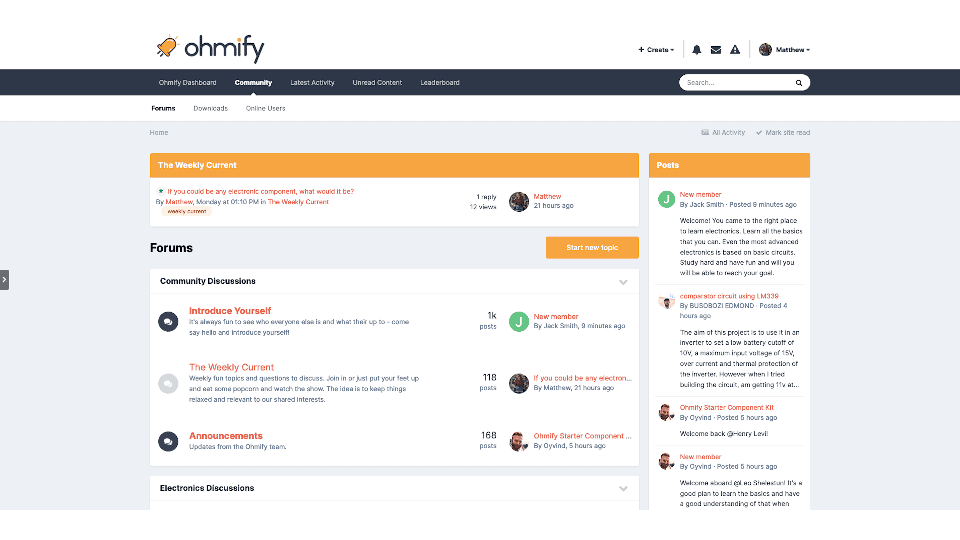 ohmify
+ Create
Matthew
Ohmify Dashboard
Community
Latest Activity
Unread Content
Leaderboard
Search...
Forums
Downloads
Online Users
Home
All Activity
Mark site read
The Weekly Current
If you could be any electronic component, what would it be?
By Matthew, Monday at 01:10 PM in The Weekly Current
weekly current
1 reply
12 views
Matthew
21 hours ago
Forums
Start new topic
Community Discussions
Introduce Yourself
It's always fun to see who everyone else is and what their up to - come
say hello and introduce yourself!
1k
posts
J
New member
By Jack Smith, 9 minutes ago
The Weekly Current
Weekly fun topics and questions to discuss. Join in or just put your feet up
and eat some popcorn and watch the show. The idea is to keep things
relaxed and relevant to our shared interests.
118
posts
If you could be any electron...
By Matthew, 21 hours ago
Announcements
Updates from the Ohmify team.
168
posts
Ohmify Starter Component ...
By Oyvind, 5 hours ago
Electronics Discussions
Posts
J
New member
By Jack Smith · Posted 9 minutes ago
Welcome! You came to the right place
to learn electronics. Learn all the basics
that you can. Even the most advanced
electronics is based on basic circuits.
Study hard and have fun and will you
will be able to reach your goal.
comparator circuit using LM339
By BUSOBOZI EDMOND · Posted 4
hours ago
The aim of this project is to use it in an
inverter to set a low battery cutoff of
10V, a maximum input voltage of 15V,
over current and thermal protection of
the inverter. However when I tried
building the circuit, am getting 11v at...
Ohmify Starter Component Kit
By Oyvind · Posted 5 hours ago
Welcome back @Henry Levil
New member
By Oyvind · Posted 5 hours ago
Welcome aboard @Leo Shelestun! It's a
good plan to learn the basics and have
a good understanding of that when